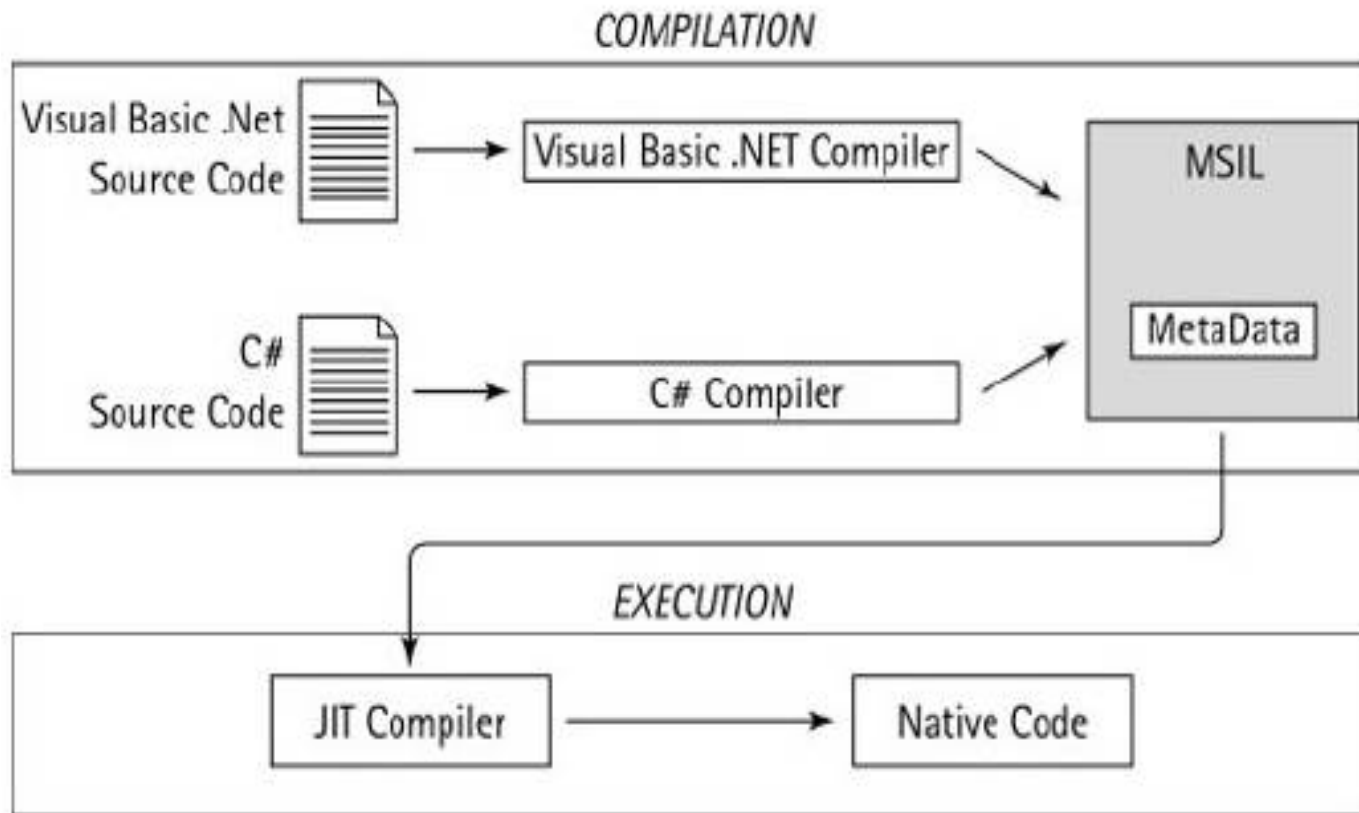 COMPILATION
Visual Basic .Net
Source Code
Visual Basic .NET Compiler
MSIL
MetaData
C#
Source Code
C# Compiler
EXECUTION
JIT Compiler
Native Code